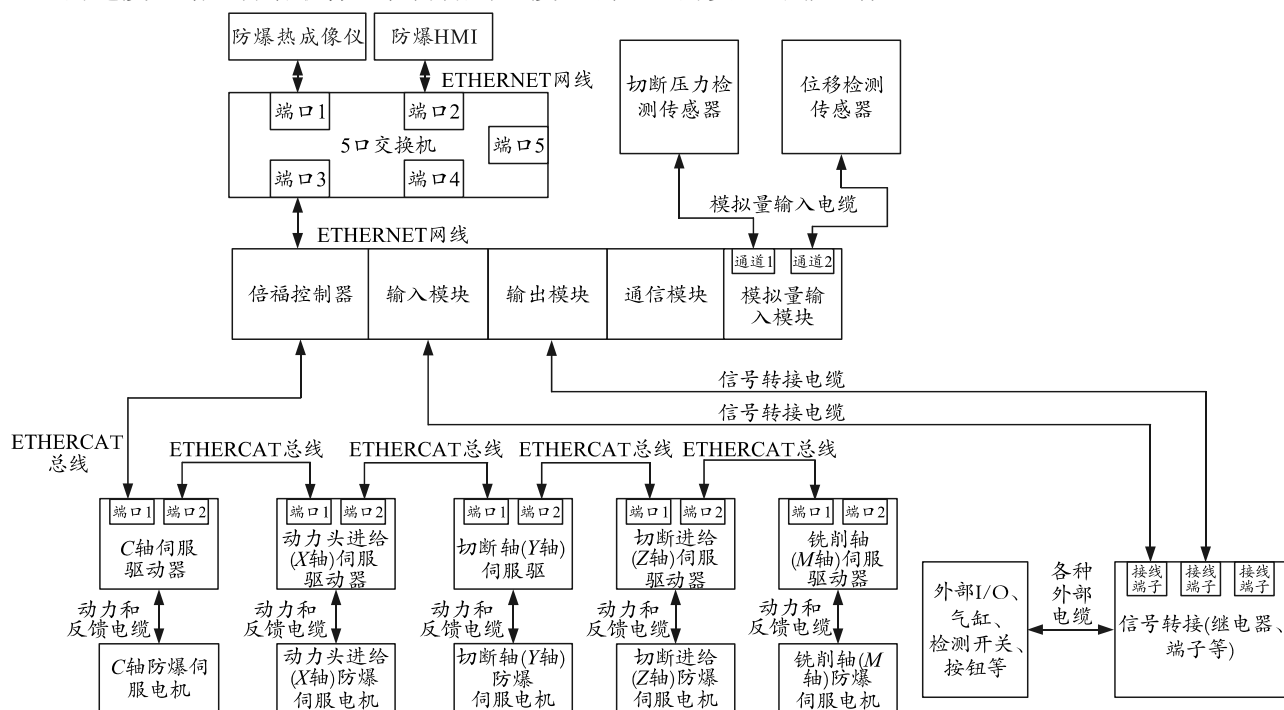 防爆热成像仪
防爆HMI
ETHERNET网线
端口1
端口2
5口交换机
端口5
端口3
端口4
ETHERNET网线
切断压力检
测传感器
位移检测
传感器
模拟量输入电缆
倍福控制器
输入模块
输出模块
通信模块
通道1
通道2
模拟量输
入模块
信号转接电缆
信号转接电缆
ETHERCAT
总线
ETHERCAT总线
ETHERCAT总线
ETHERCAT总线
ETHERCAT总线
端口1
端口2
C轴伺服
驱动器
端口1
端口2
动力头进给
(X轴)伺服
驱动器
端口1
端口2
切断轴(Y轴)
伺服驱
端口1
端口2
切断进给
(Z轴)伺服
驱动器
端口1
端口2
铣削轴
(M轴)伺服
驱动器
动力和
反馈电缆
动力和
反馈电缆
动力和
反馈电缆
动力和
反馈电缆
动力和
反馈电缆
C轴防爆伺
服电机
动力头进给
(X轴)防爆
伺服电机
切断轴(Y轴)
防爆
伺服电机
切断进给
(Z轴)防爆
伺服电机
铣削轴(M
轴)防爆
伺服电机
外部I/O、
气缸、
检测开关、
按钮等
各种
外部
电缆
接线
端子
接线
端子
接线
端子
信号转接(继电器、
端子等)